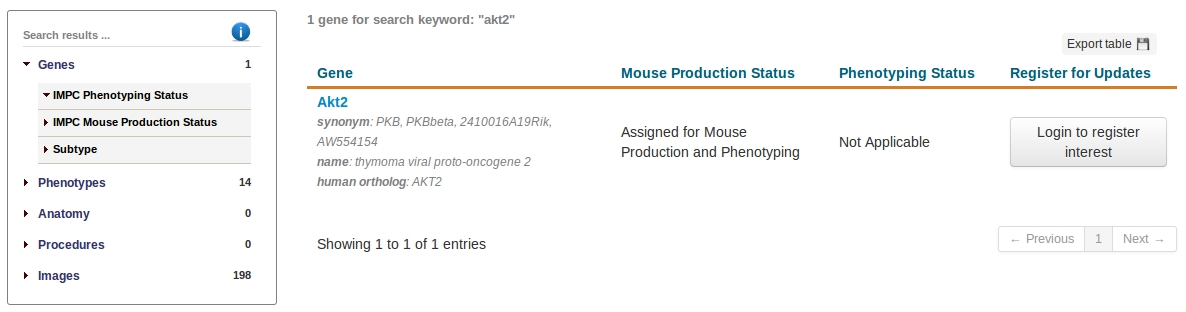 Search results ...
Genes 1
IMPC Phenotyping Status
IMPC Mouse Production Status
Subtype
Phenotypes 14
Anatomy 0
Procedures 0
Images 198
1 gene for search keyword: "akt2"
Export table
Gene Mouse Production Status Phenotyping Status Register for Updates
Akt2
synonym: PKB, PKBbeta, 2410016A19Rik,
AW554154
name: thymoma viral proto-oncogene 2
human ortholog: AKT2
Assigned for Mouse
Production and Phenotyping
Not Applicable
Login to register
interest
Showing 1 to 1 of 1 entries
← Previous 1 Next →